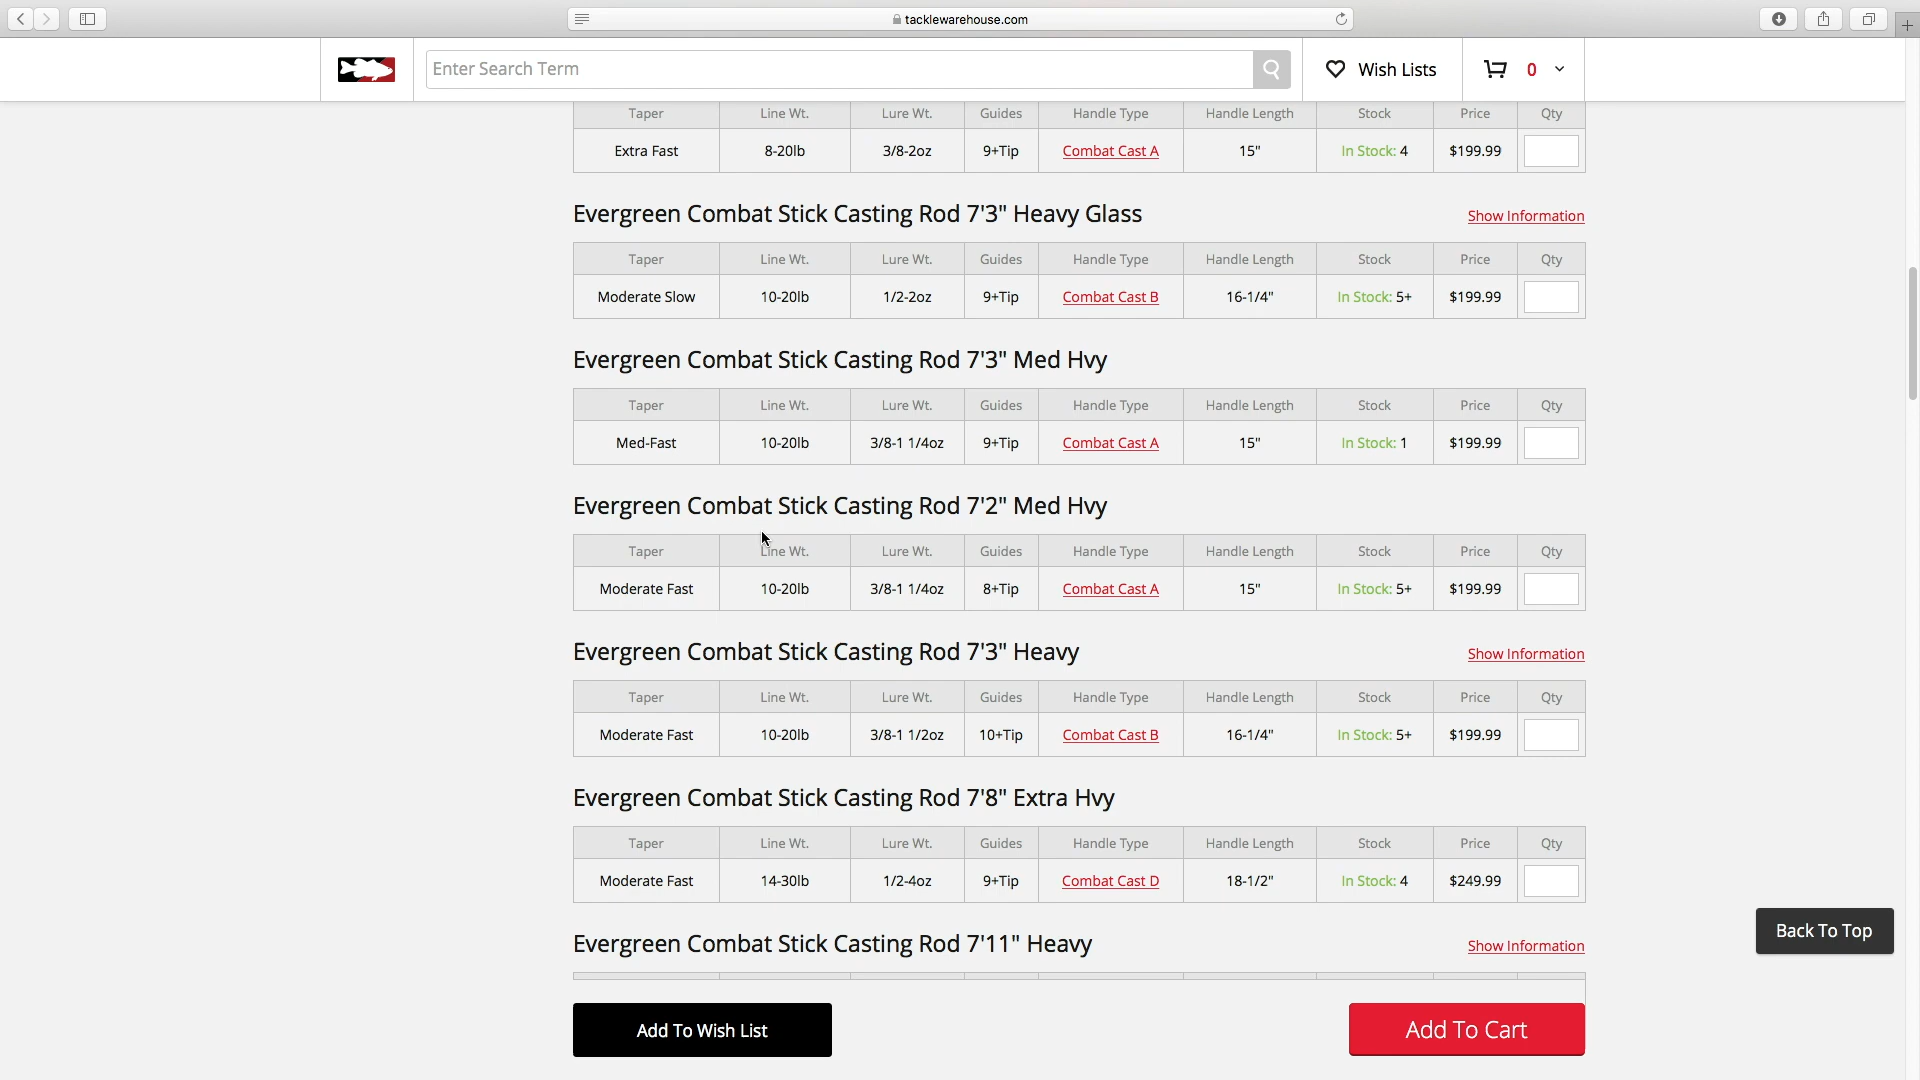 tacklewarehouse.com
Enter Search Term
Wish Lists
0
Taper Line Wt. Lure Wt. Guides Handle Type Handle Length Stock Price Qty
Extra Fast 8-20lb 3/8-2oz 9+Tip Combat Cast A 15" In Stock: 4 $199.99
Evergreen Combat Stick Casting Rod 7'3" Heavy Glass Show Information
Taper Line Wt. Lure Wt. Guides Handle Type Handle Length Stock Price Qty
Moderate Slow 10-20lb 1/2-2oz 9+Tip Combat Cast B 16-1/4" In Stock: 5+ $199.99
Evergreen Combat Stick Casting Rod 7'3" Med Hvy
Taper Line Wt. Lure Wt. Guides Handle Type Handle Length Stock Price Qty
Med-Fast 10-20lb 3/8-1 1/4oz 9+Tip Combat Cast A 15" In Stock: 1 $199.99
Evergreen Combat Stick Casting Rod 7'2" Med Hvy
Taper Line Wt. Lure Wt. Guides Handle Type Handle Length Stock Price Qty
Moderate Fast 10-20lb 3/8-1 1/4oz 8+Tip Combat Cast A 15" In Stock: 5+ $199.99
Evergreen Combat Stick Casting Rod 7'3" Heavy Show Information
Taper Line Wt. Lure Wt. Guides Handle Type Handle Length Stock Price Qty
Moderate Fast 10-20lb 3/8-1 1/2oz 10+Tip Combat Cast B 16-1/4" In Stock: 5+ $199.99
Evergreen Combat Stick Casting Rod 7'8" Extra Hvy
Taper Line Wt. Lure Wt. Guides Handle Type Handle Length Stock Price Qty
Moderate Fast 14-30lb 1/2-4oz 9+Tip Combat Cast D 18-1/2" In Stock: 4 $249.99
Back To Top
Evergreen Combat Stick Casting Rod 7'11" Heavy Show Information
Add To Wish List Add To Cart